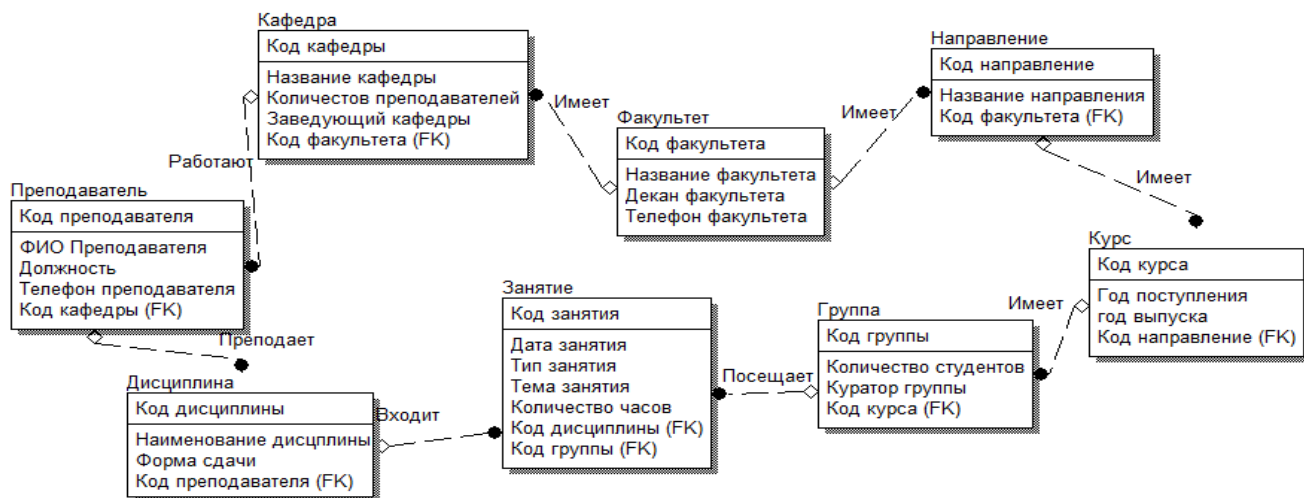 Кафедра
Код кафедры
Название кафедры
Количестов преподавателей
Заведующий кафедры
Код факультета (FK)
Имеет
Факультет
Код факультета
Название факультета
Декан факультета
Телефон факультета
Имеет
Направление
Код направление
Название направления
Код факультета (FK)
Имеет
Работают
Преподаватель
Код преподавателя
ФИО Преподавателя
Должность
Телефон преподавателя
Код кафедры (FK)
Преподает
Дисциплина
Код дисциплины
Наименование дисцплины
Форма сдачи
Код преподавателя (FK)
Входит
Занятие
Код занятия
Дата занятия
Тип занятия
Тема занятия
Количество часов
Код дисциплины (FK)
Код группы (FK)
Посещает
Группа
Код группы
Количество студентов
Куратор группы
Код курса (FK)
Имеет
Курс
Код курса
Год поступления
год выпуска
Код направление (FK)